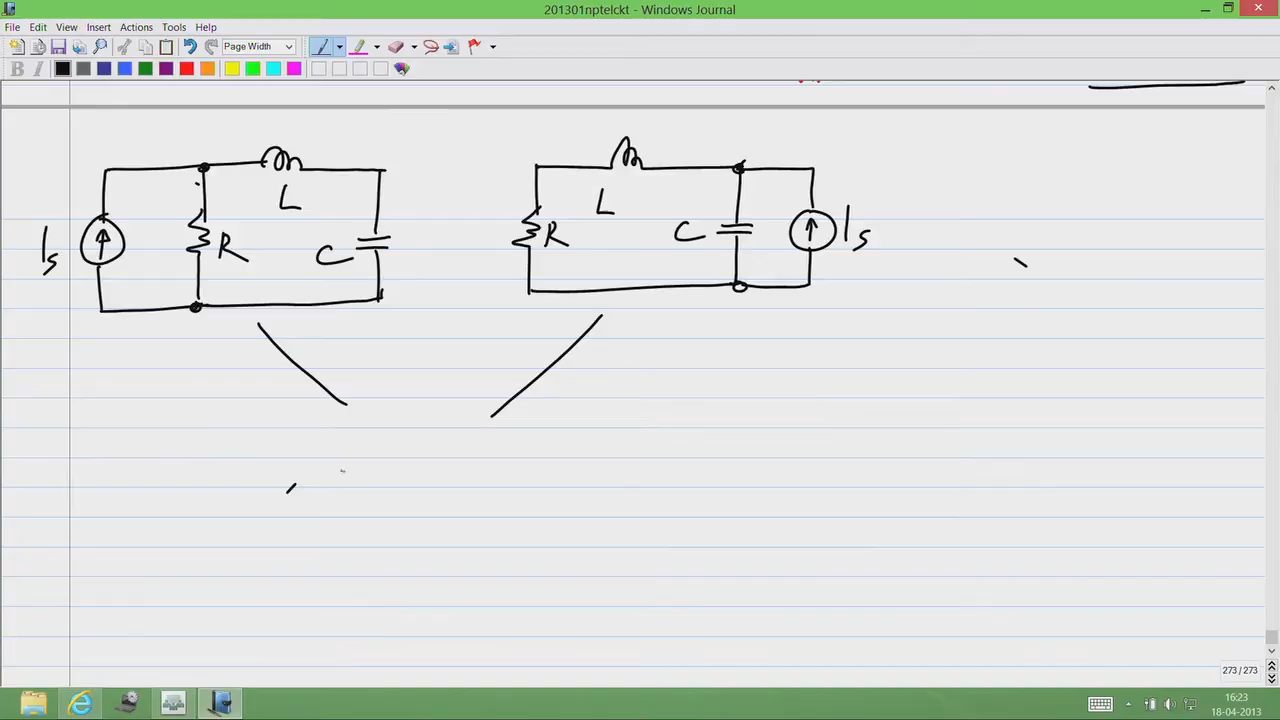 201301nptelckt - Windows Journal
File Edit View Insert Actions Tools Help
Page Width
B I
L L
Is R C R C Is
273 / 273
16:23
18-04-2013